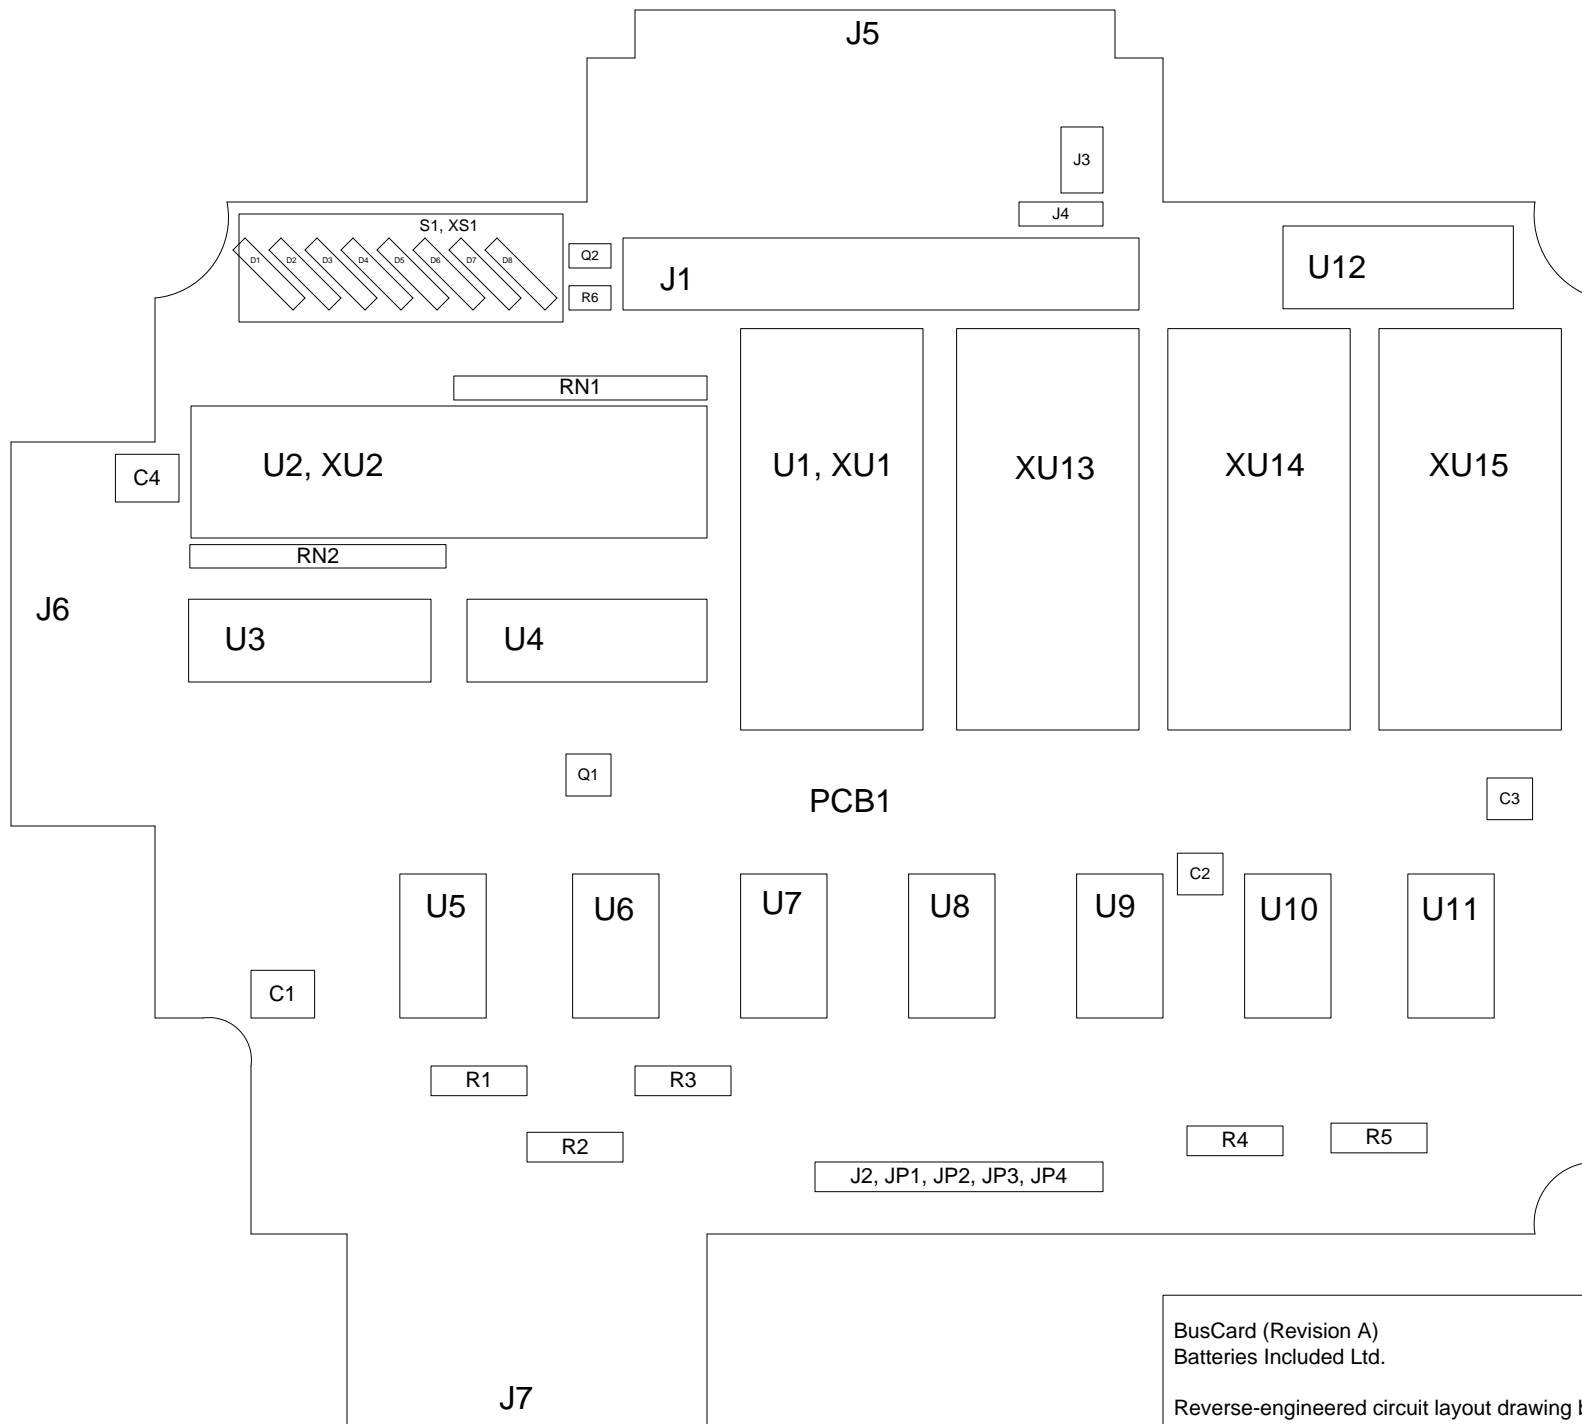 J5
J3
J4
S1, XS1
D1 D2 D3 D4 D5 D6 D7 D8
Q2
R6
J1
U12
RN1
U2, XU2
C4
U1, XU1
XU13
XU14
XU15
RN2
J6
U3
U4
Q1
PCB1
C3
C2
U5
U6
U7
U8
U9
U10
U11
C1
R1
R3
R2
R4
R5
J2, JP1, JP2, JP3, JP4
J7
BusCard (Revision A)
Batteries Included Ltd.
Reverse-engineered circuit layout drawing